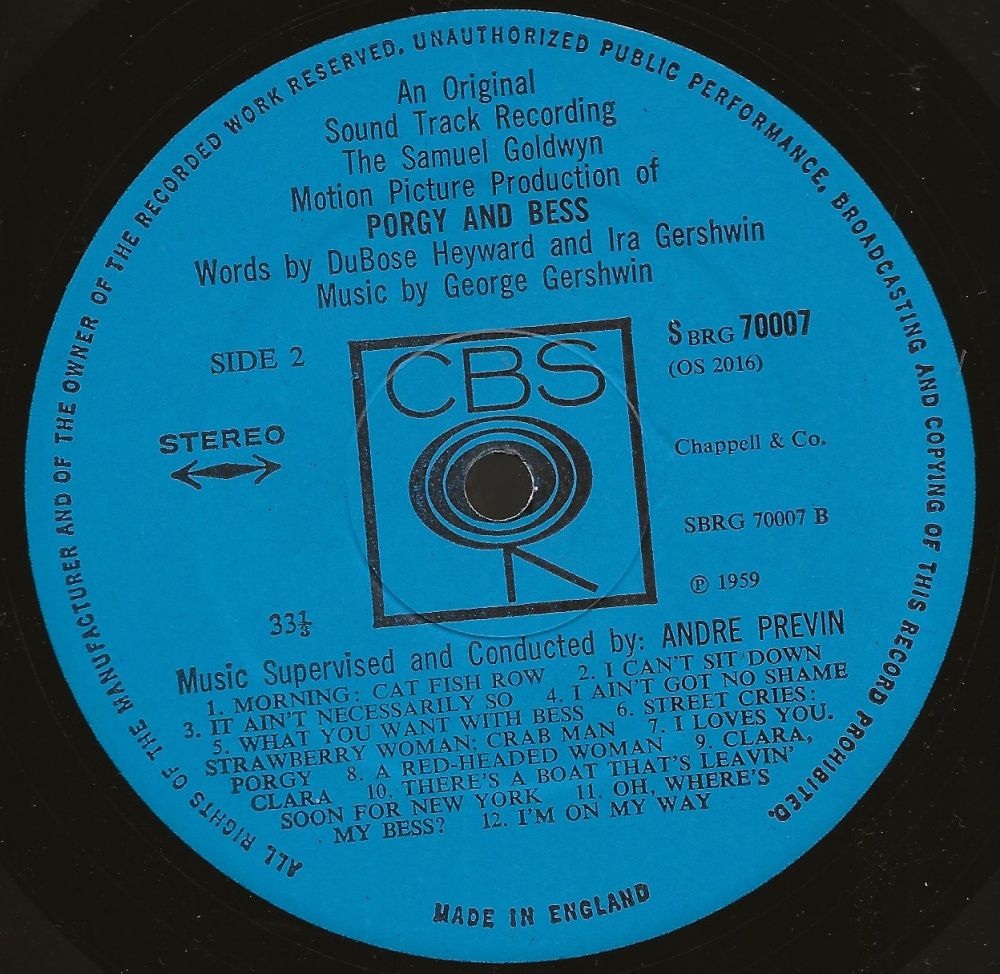 ALL RIGHTS OF THE MANUFACTURER AND OF THE OWNER OF THE RECORDED WORK RESERVED. UNAUTHORIZED PUBLIC PERFORMANCE, BROADCASTING AND COPYING OF THIS RECORD PROHIBITED.
An Original
Sound Track Recording
The Samuel Goldwyn
Motion Picture Production of
PORGY AND BESS
Words by DuBose Heyward and Ira Gershwin
Music by George Gershwin
SIDE 2
STEREO
33⅓
CBS
S BRG 70007
(OS 2016)
Chappell & Co.
SBRG 70007 B
℗ 1959
Music Supervised and Conducted by: ANDRE PREVIN
1. MORNING: CAT FISH ROW 2. I CAN'T SIT DOWN
3. IT AIN'T NECESSARILY SO 4. I AIN'T GOT NO SHAME
5. WHAT YOU WANT WITH BESS 6. STREET CRIES:
STRAWBERRY WOMAN; CRAB MAN 7. I LOVES YOU.
PORGY 8. A RED-HEADED WOMAN 9. CLARA,
CLARA 10. THERE'S A BOAT THAT'S LEAVIN'
SOON FOR NEW YORK 11. OH, WHERE'S
MY BESS? 12. I'M ON MY WAY
MADE IN ENGLAND